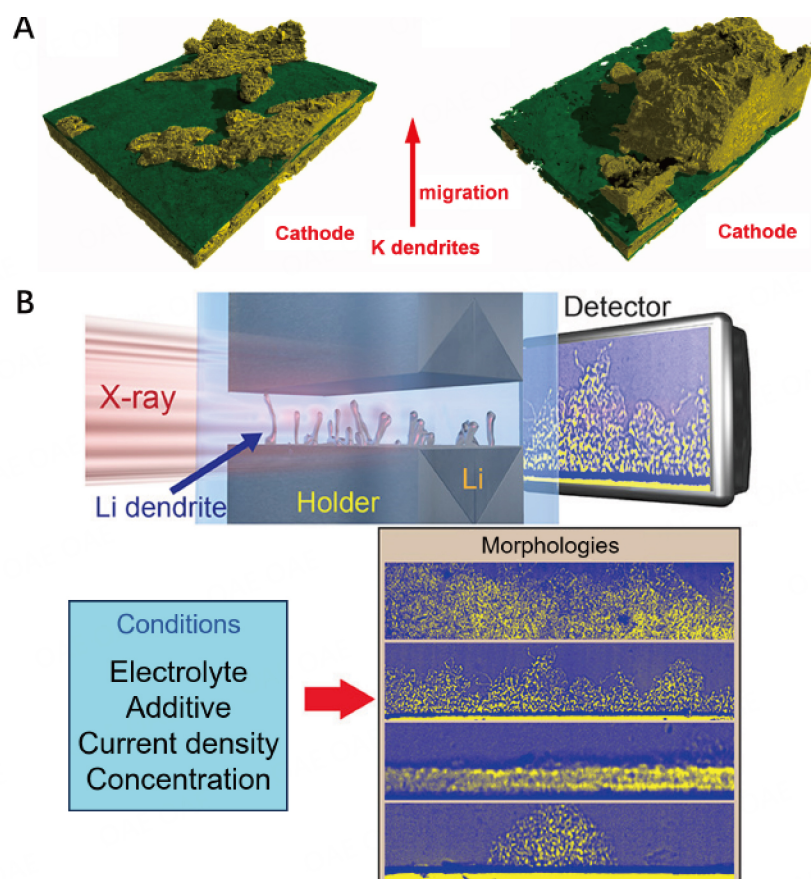 A
Cathode
migration
K dendrites
Cathode
B
X-ray
Li dendrite
Holder
Li
Detector
Conditions
Electrolyte
Additive
Current density
Concentration
Morphologies